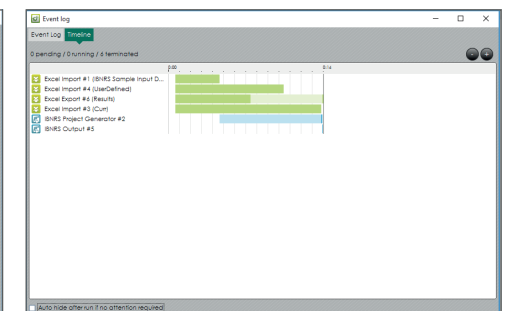 Event log
Event Log Timeline
0 pending / 0 running / 6 terminated
0:00 0:1s
Excel Import #1 (IBNRS Sample Input D...
Excel Import #4 (UserDefined)
Excel Export #6 (Results)
Excel Import #3 (Curr)
IBNRS Project Generator #2
IBNRS Output #5
Auto hide after run if no attention required